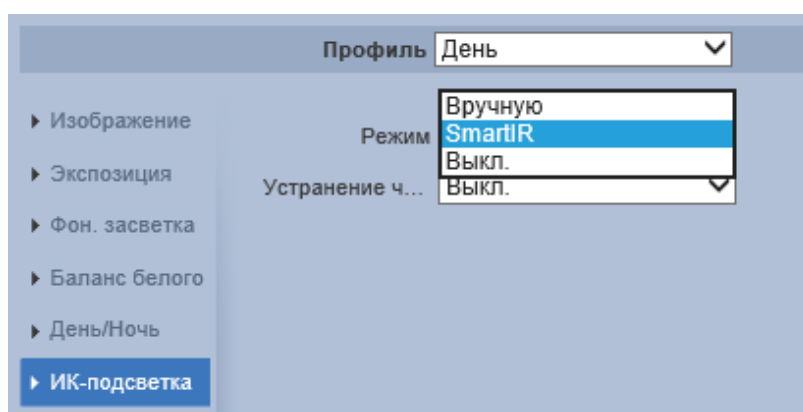 Профиль День
Вручную
Изображение
Режим SmartIR
Выкл.
Экспозиция
Устранение ч... Выкл.
Фон. засветка
Баланс белого
День/Ночь
ИК-подсветка